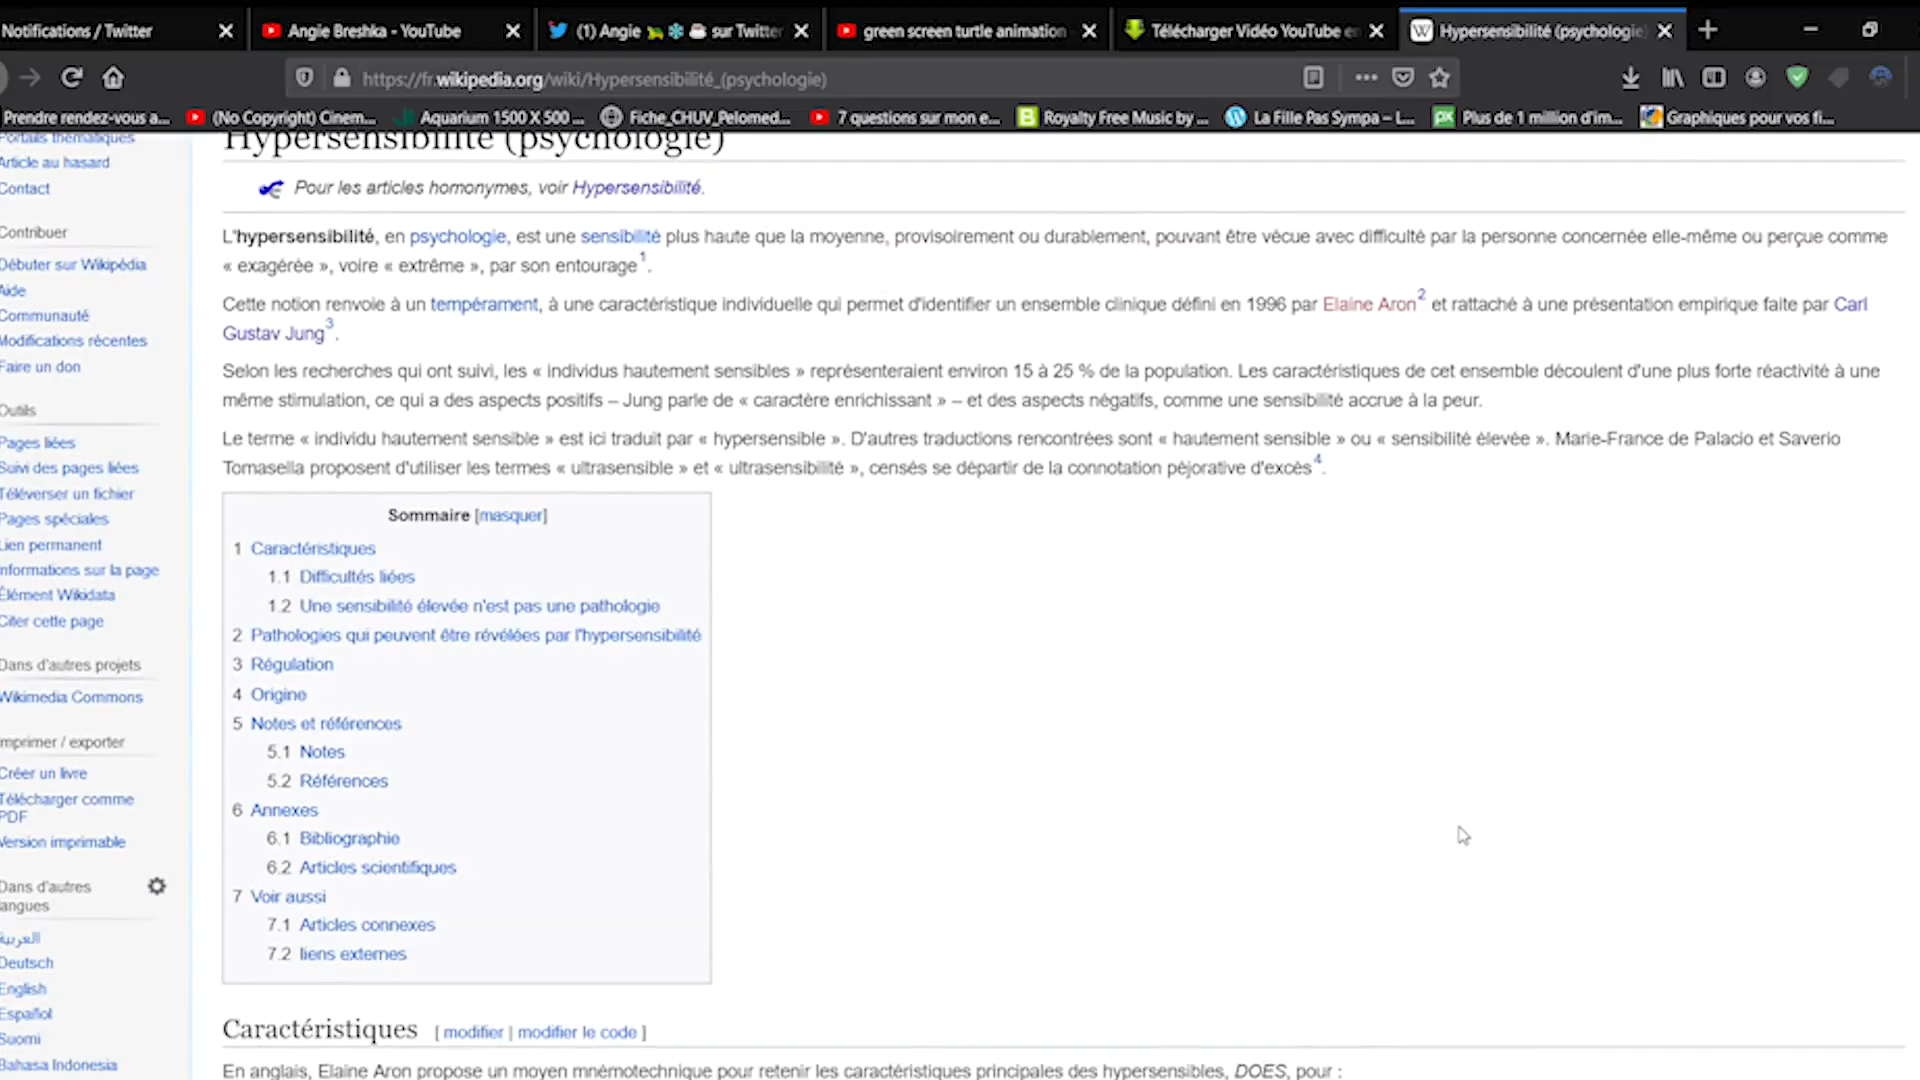 Notifications / Twitter
Angie Breshka - YouTube
(1) Angie sur Twitter
green screen turtle animation
Télécharger Vidéo YouTube en
Hypersensibilité (psychologie
https://fr.wikipedia.org/wiki/Hypersensibilité_(psychologie)
Prendre rendez-vous a...
(No Copyright) Cinem...
Aquarium 1500 X 500 ...
Fiche_CHUV_Pelomed...
7 questions sur mon e...
Royalty Free Music by ...
La Fille Pas Sympa – L...
Plus de 1 million d'im...
Graphiques pour vos fi...
Portails thématiques
Article au hasard
Contact
Contribuer
Débuter sur Wikipédia
Aide
Communauté
Modifications récentes
Faire un don
Outils
Pages liées
Suivi des pages liées
Téléverser un fichier
Pages spéciales
Lien permanent
Informations sur la page
Élément Wikidata
Citer cette page
Dans d'autres projets
Wikimedia Commons
Imprimer / exporter
Créer un livre
Télécharger comme
PDF
Version imprimable
Dans d'autres
langues
العربية
Deutsch
English
Español
Suomi
Bahasa Indonesia
Hypersensibilité (psychologie)
Pour les articles homonymes, voir Hypersensibilité.
L'hypersensibilité, en psychologie, est une sensibilité plus haute que la moyenne, provisoirement ou durablement, pouvant être vécue avec difficulté par la personne concernée elle-même ou perçue comme
« exagérée », voire « extrême », par son entourage1.
Cette notion renvoie à un tempérament, à une caractéristique individuelle qui permet d'identifier un ensemble clinique défini en 1996 par Elaine Aron2 et rattaché à une présentation empirique faite par Carl
Gustav Jung3.
Selon les recherches qui ont suivi, les « individus hautement sensibles » représenteraient environ 15 à 25 % de la population. Les caractéristiques de cet ensemble découlent d'une plus forte réactivité à une
même stimulation, ce qui a des aspects positifs – Jung parle de « caractère enrichissant » – et des aspects négatifs, comme une sensibilité accrue à la peur.
Le terme « individu hautement sensible » est ici traduit par « hypersensible ». D'autres traductions rencontrées sont « hautement sensible » ou « sensibilité élevée ». Marie-France de Palacio et Saverio
Tomasella proposent d'utiliser les termes « ultrasensible » et « ultrasensibilité », censés se départir de la connotation péjorative d'excès4.
Sommaire [masquer]
1 Caractéristiques
1.1 Difficultés liées
1.2 Une sensibilité élevée n'est pas une pathologie
2 Pathologies qui peuvent être révélées par l'hypersensibilité
3 Régulation
4 Origine
5 Notes et références
5.1 Notes
5.2 Références
6 Annexes
6.1 Bibliographie
6.2 Articles scientifiques
7 Voir aussi
7.1 Articles connexes
7.2 liens externes
Caractéristiques [ modifier | modifier le code ]
En anglais, Elaine Aron propose un moyen mnémotechnique pour retenir les caractéristiques principales des hypersensibles, DOES, pour :